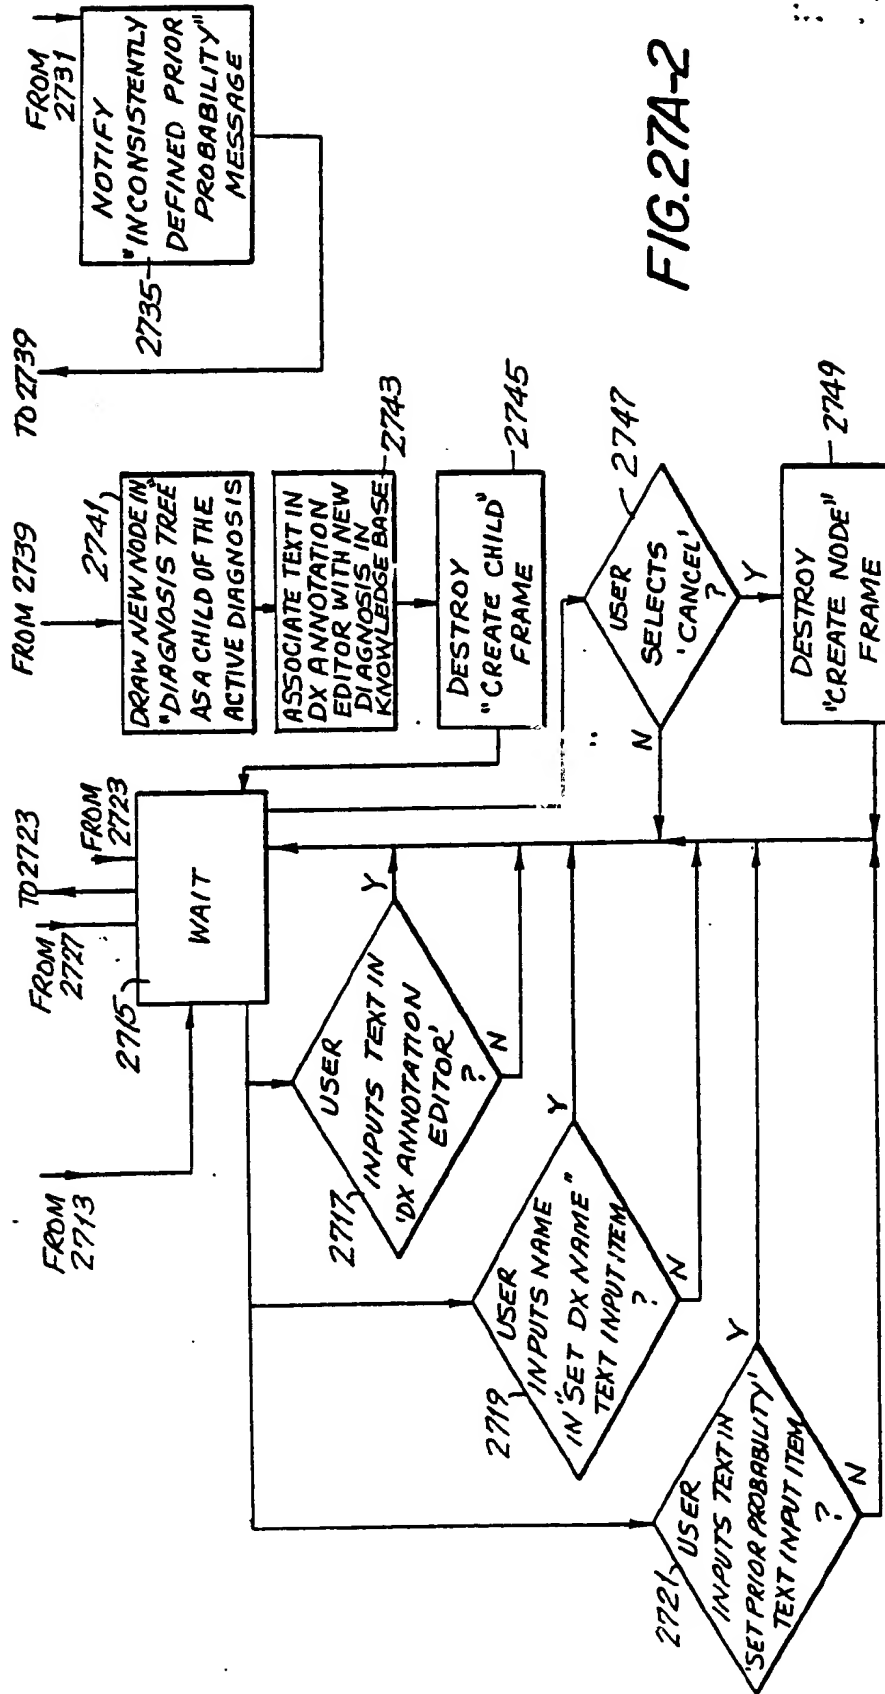 FROM
2713
2715
FROM
2727
TO 2723
FROM
2723
WAIT
FROM 2739
2741
DRAW NEW NODE IN
"DIAGNOSIS TREE"
AS A CHILD OF THE
ACTIVE DIAGNOSIS
ASSOCIATE TEXT IN
DX ANNOTATION
EDITOR WITH NEW
DIAGNOSIS IN
KNOWLEDGE BASE
2743
DESTROY
"CREATE CHILD"
FRAME
2745
TO 2739
FROM
2731
NOTIFY
"INCONSISTENTLY
DEFINED PRIOR
PROBABILITY"
MESSAGE
2735
2717
USER
INPUTS TEXT IN
'DX ANNOTATION
EDITOR'
?
Y
N
2719
USER
INPUTS NAME
IN "SET DX NAME"
TEXT INPUT ITEM
?
Y
N
2721
USER
INPUTS TEXT IN
'SET PRIOR PROBABILITY'
TEXT INPUT ITEM
?
Y
N
2747
USER
SELECTS
'CANCEL'
?
N
Y
DESTROY
"CREATE NODE"
FRAME
2749
FIG. 27A-2